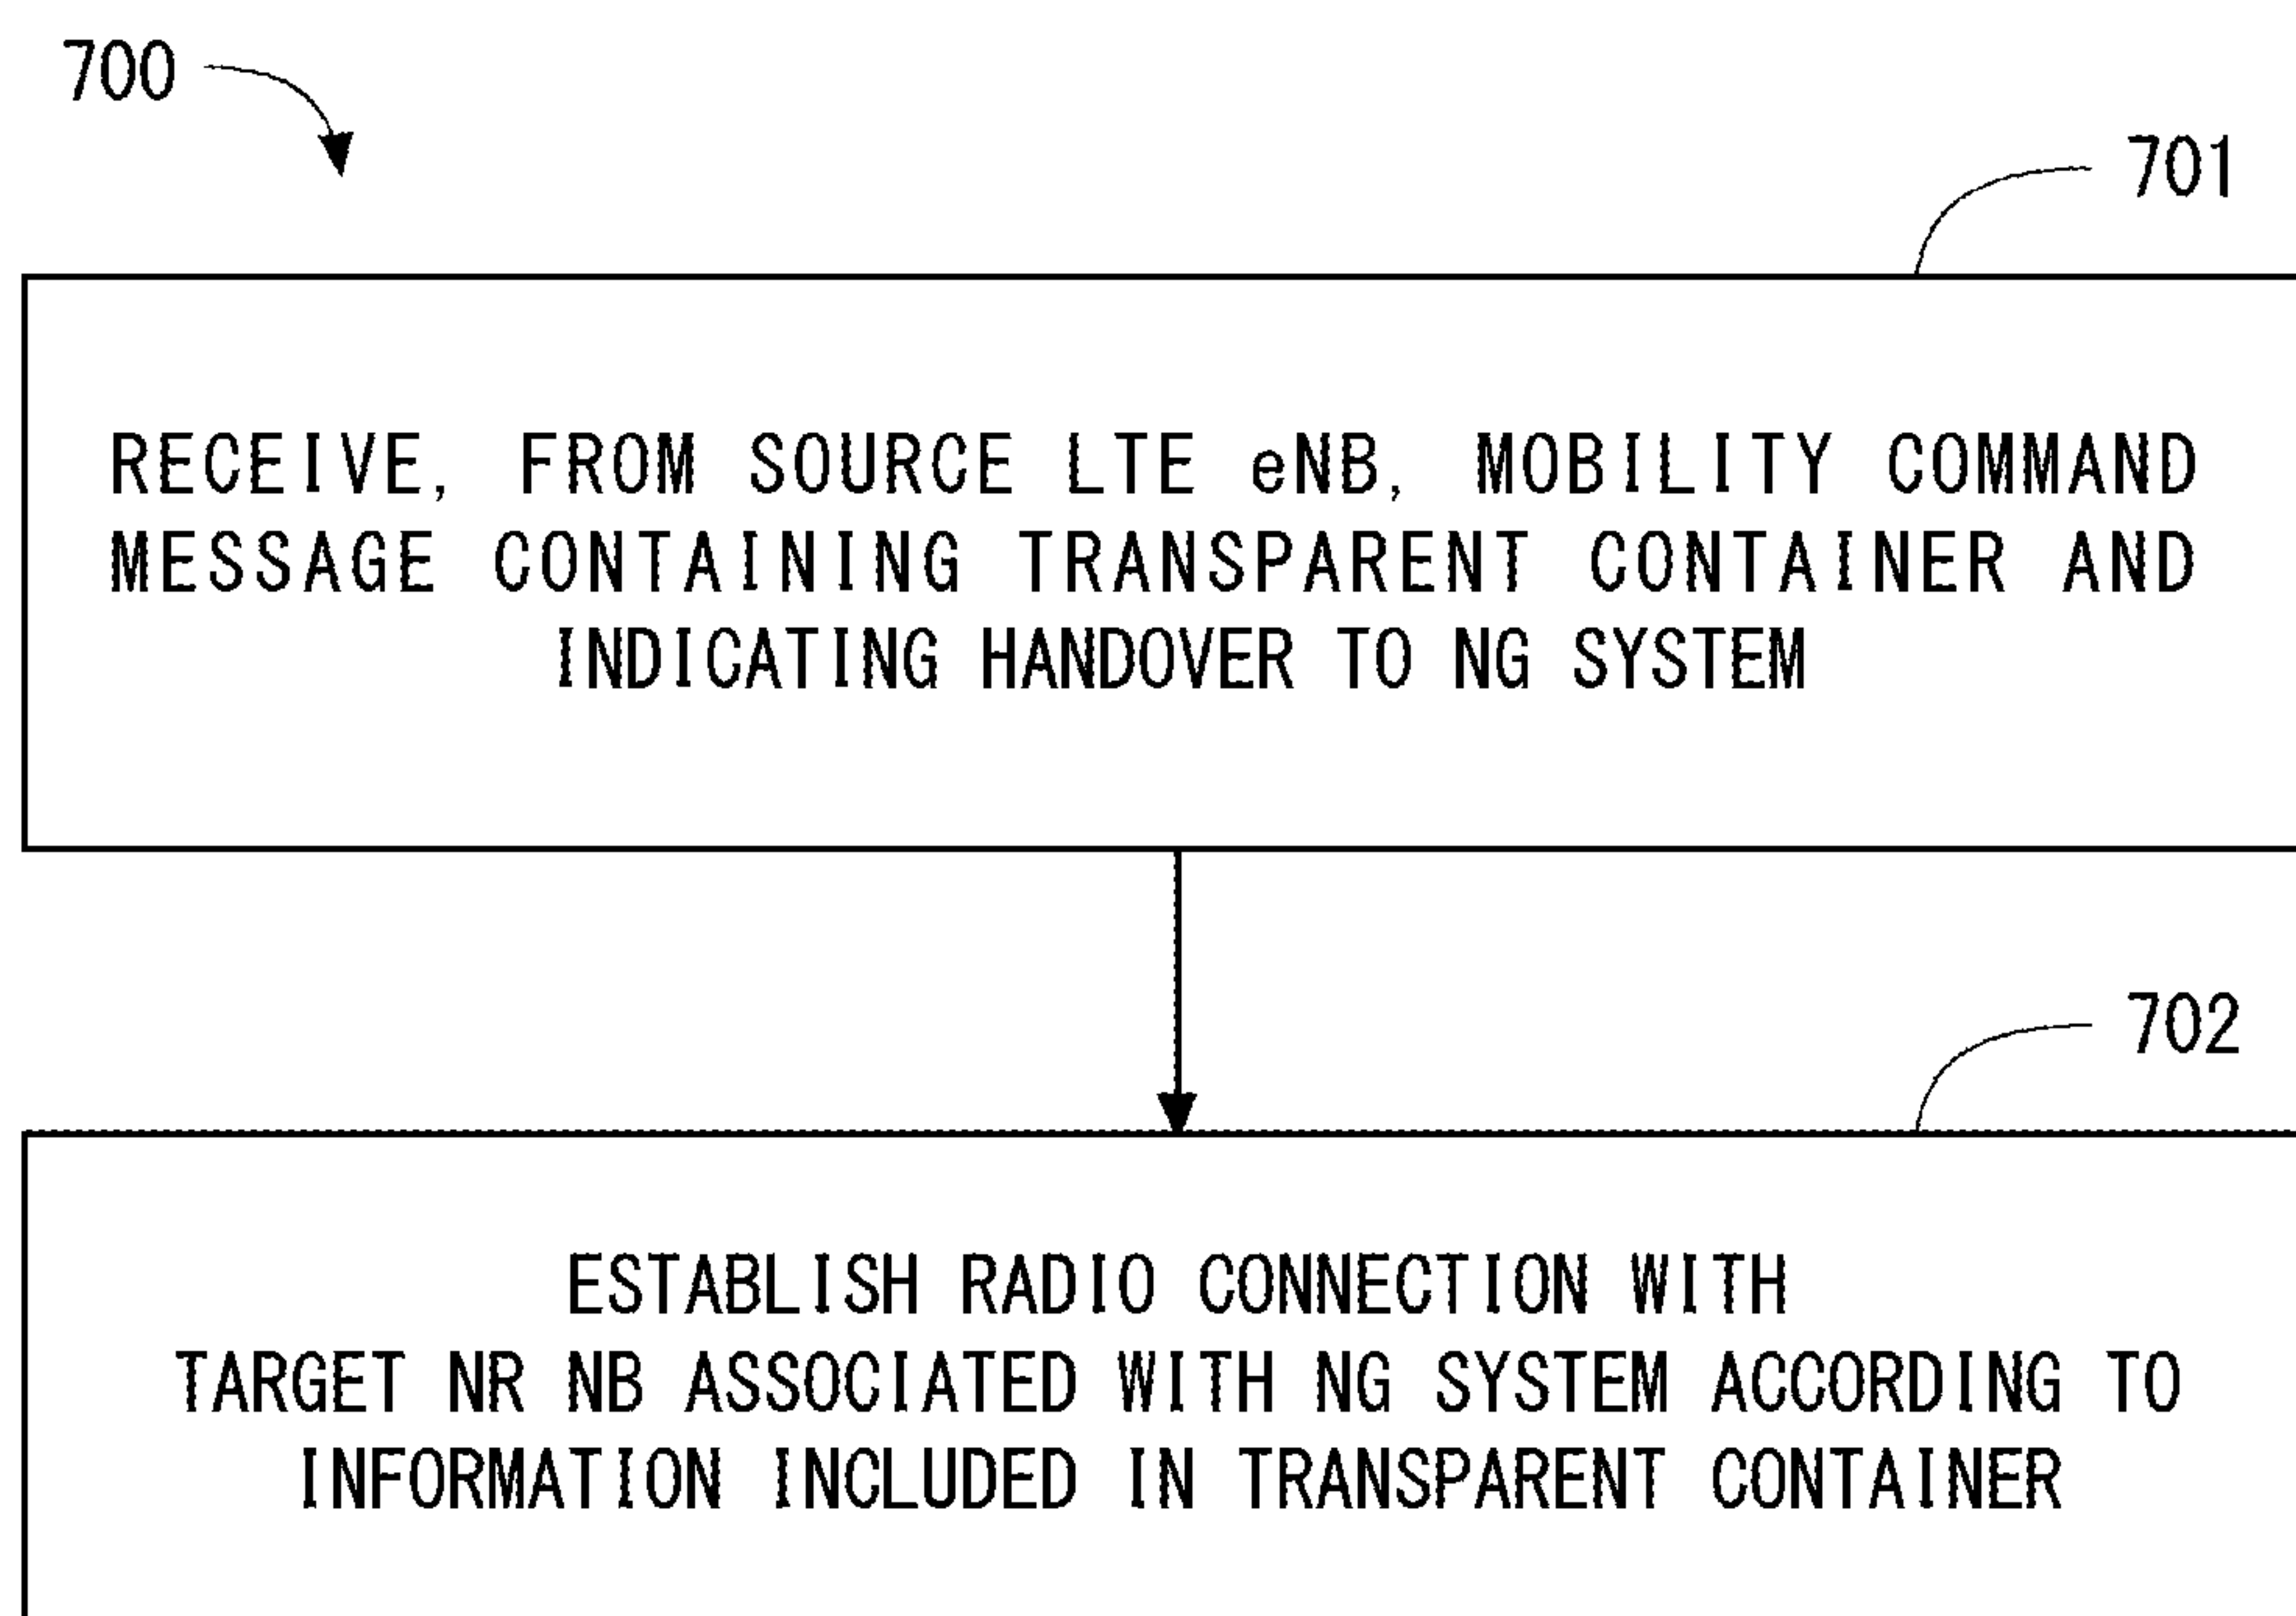 700
701
RECEIVE, FROM SOURCE LTE eNB, MOBILITY COMMAND
MESSAGE CONTAINING TRANSPARENT CONTAINER AND
INDICATING HANDOVER TO NG SYSTEM
702
ESTABLISH RADIO CONNECTION WITH
TARGET NR NB ASSOCIATED WITH NG SYSTEM ACCORDING TO
INFORMATION INCLUDED IN TRANSPARENT CONTAINER